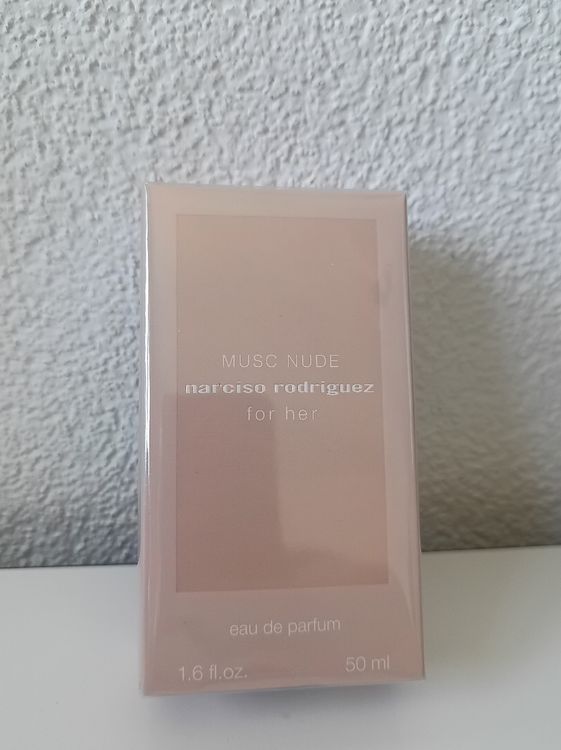 MUSC NUDE
narciso rodriguez
for her
eau de parfum
1.6 fl.oz. 50 ml